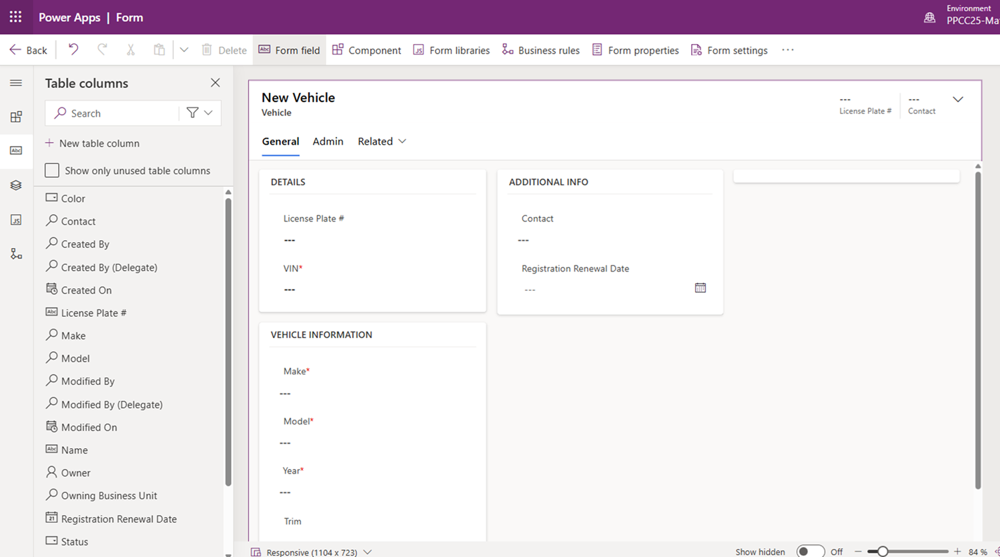 Power Apps | Form
Environment
PPCC25-Ma
Back
Delete
Form field
Component
Form libraries
Business rules
Form properties
Form settings
···
Table columns
Search
New table column
Show only unused table columns
Color
Contact
Created By
Created By (Delegate)
Created On
Abc License Plate #
Make
Model
Modified By
Modified By (Delegate)
Modified On
Abc Name
Owner
Owning Business Unit
21 Registration Renewal Date
Status
New Vehicle
Vehicle
---
License Plate #
---
Contact
General
Admin
Related
DETAILS
License Plate #
---
VIN*
---
VEHICLE INFORMATION
Make*
---
Model*
---
Year*
---
Trim
ADDITIONAL INFO
Contact
---
Registration Renewal Date
---
Responsive (1104 x 723)
Show hidden
Off
84 %